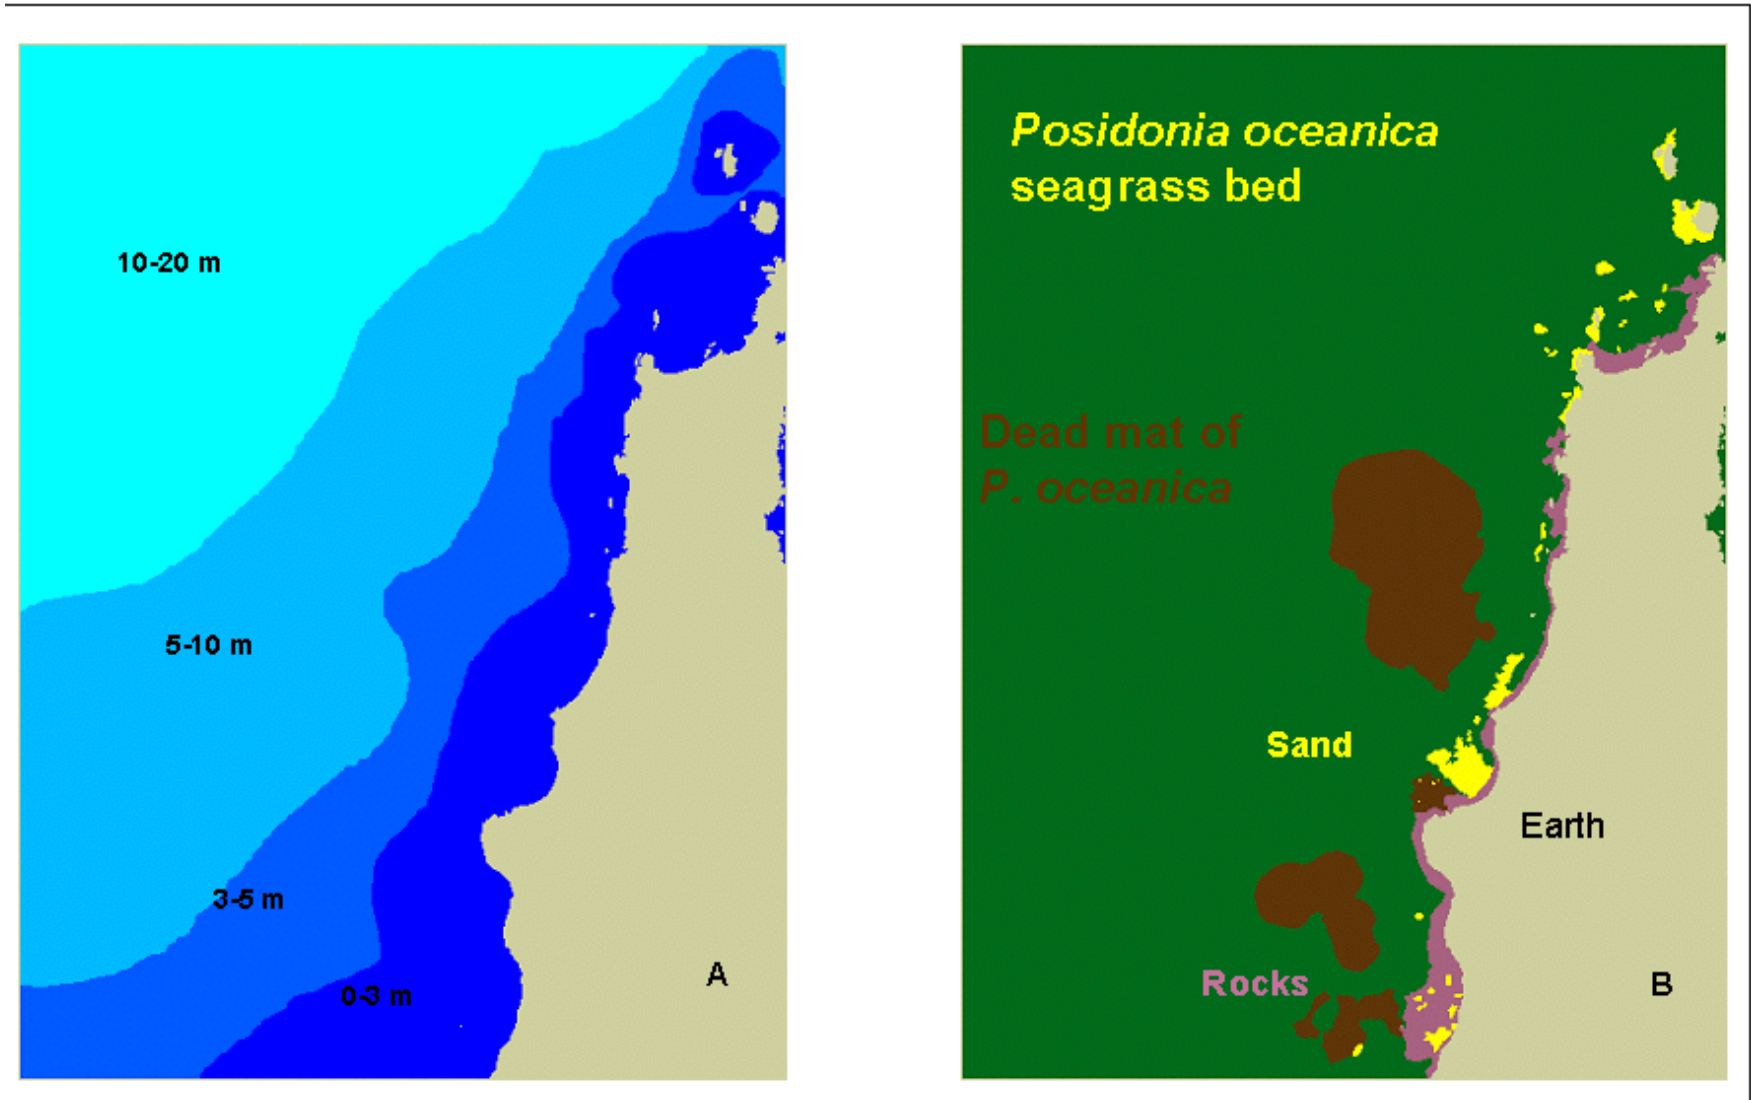 10-20 m
5-10 m
3-5 m
0-3 m
A
Posidonia oceanica
seagrass bed
Dead mat of
P. oceanica
Sand
Earth
Rocks
B